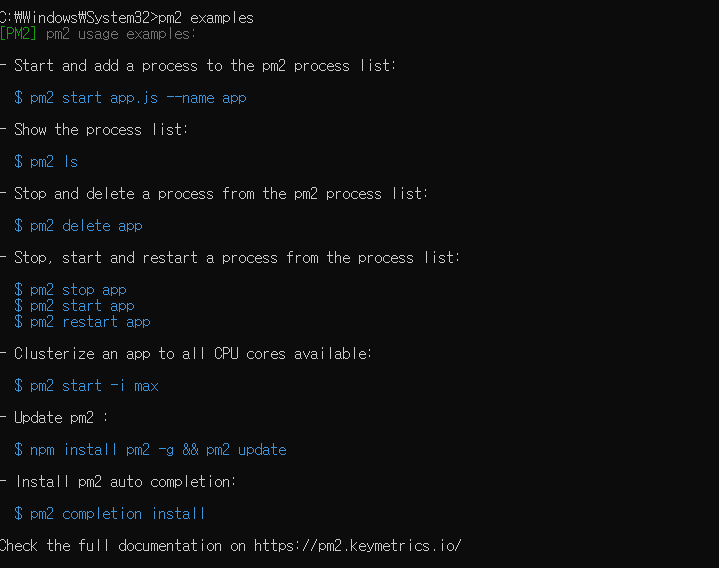 C:₩Windows₩System32>pm2 examples
[PM2] pm2 usage examples:
- Start and add a process to the pm2 process list:
$ pm2 start app.js --name app
- Show the process list:
$ pm2 ls
- Stop and delete a process from the pm2 process list:
$ pm2 delete app
- Stop, start and restart a process from the process list:
$ pm2 stop app
$ pm2 start app
$ pm2 restart app
- Clusterize an app to all CPU cores available:
$ pm2 start -i max
- Update pm2 :
$ npm install pm2 -g && pm2 update
- Install pm2 auto completion:
$ pm2 completion install
Check the full documentation on https://pm2.keymetrics.io/